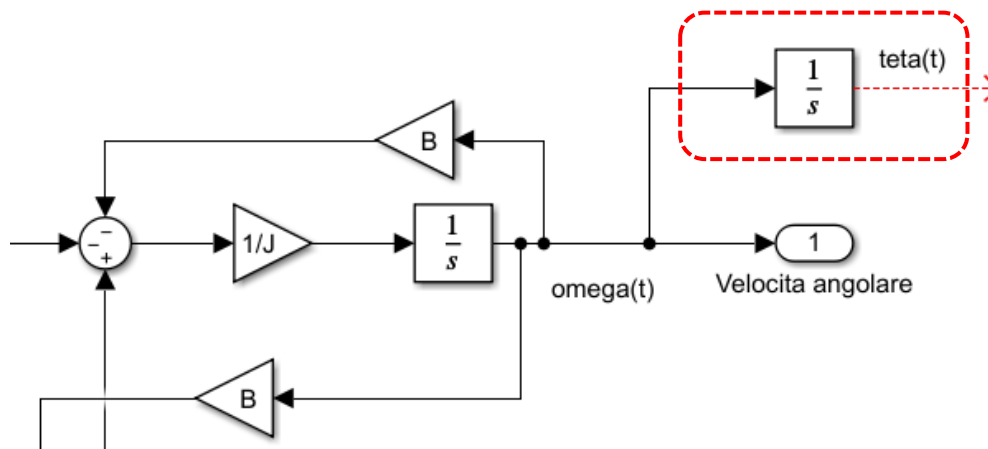 teta(t)
1
s
B
−
−
+
1/J
1
s
1
omega(t)
Velocita angolare
B